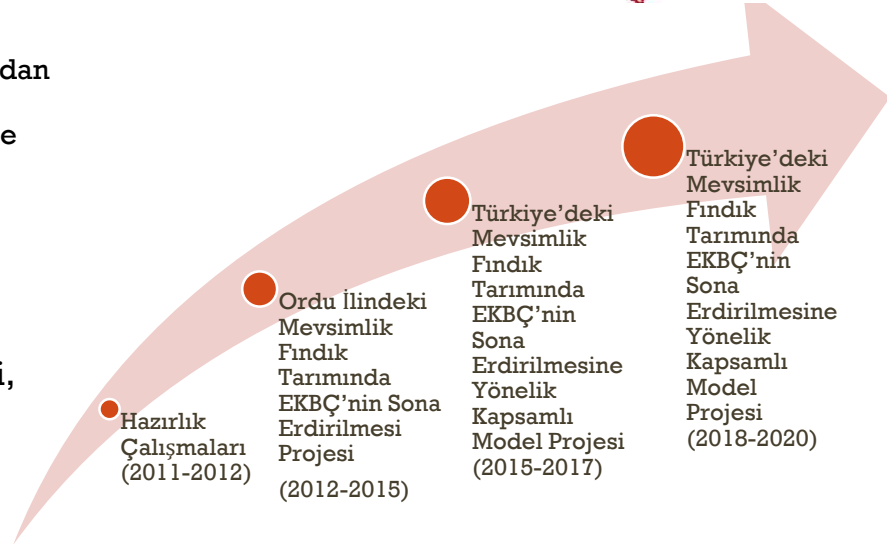 dan
e
i,
Hazırlık
Çalışmaları
(2011-2012)
Ordu İlindeki
Mevsimlik
Fındık
Tarımında
EKBÇ’nin Sona
Erdirilmesi
Projesi
(2012-2015)
Türkiye’deki
Mevsimlik
Fındık
Tarımında
EKBÇ’nin
Sona
Erdirilmesine
Yönelik
Kapsamlı
Model Projesi
(2015-2017)
Türkiye’deki
Mevsimlik
Fındık
Tarımında
EKBÇ’nin
Sona
Erdirilmesine
Yönelik
Kapsamlı
Model
Projesi
(2018-2020)